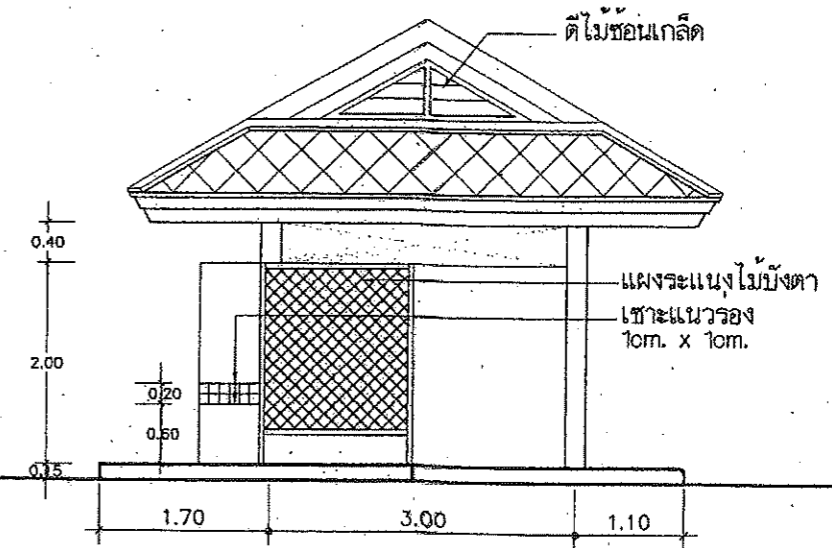 ตีไม้ซ้อนเกล็ด
0.40
แผงระแนงไม้บังตา
เซาะแนวร่อง
1cm. x 1cm.
2.00
0.20
0.60
0.15
1.70
3.00
1.10